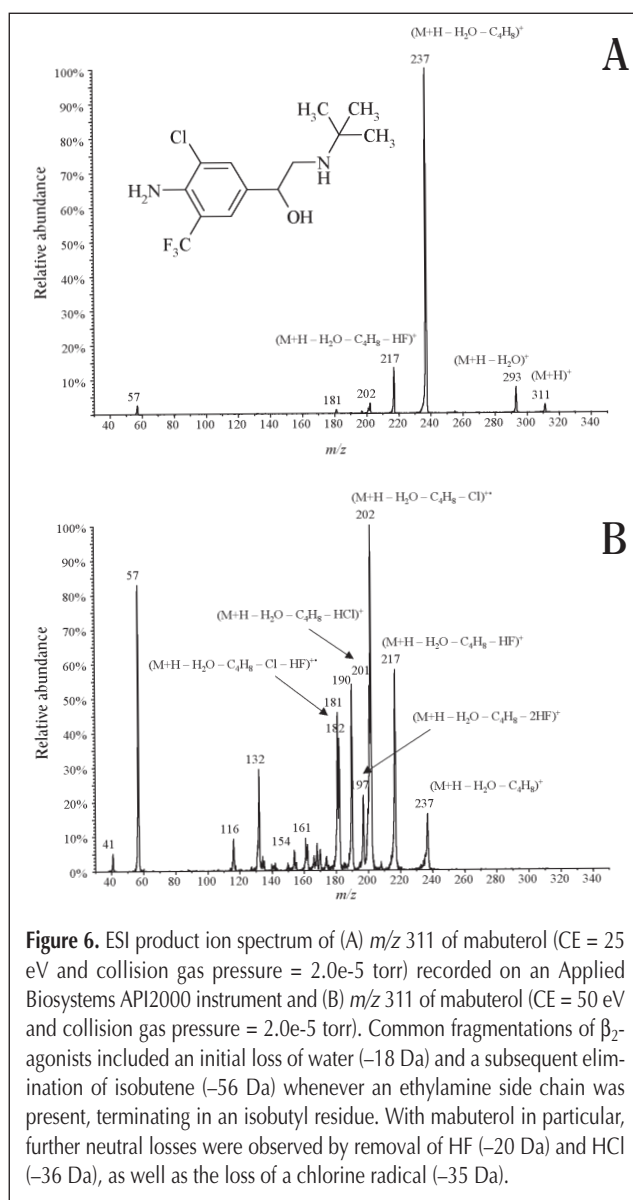 A
(M+H – H2O – C4H8)+
237
100%
90%
80%
70%
60%
50%
40%
30%
20%
10%
Relative abundance
Cl
H2N
F3C
OH
N
H
H3C
CH3
CH3
(M+H – H2O – C4H8 – HF)+
217
(M+H – H2O)+
293
(M+H)+
311
57
181
202
40 60 80 100 120 140 160 180 200 220 240 260 280 300 320 340
m/z
B
(M+H – H2O – C4H8 – Cl)+•
202
100%
90%
80%
70%
60%
50%
40%
30%
20%
10%
0%
Relative abundance
57
(M+H – H2O – C4H8 – HCl)+
201
(M+H – H2O – C4H8 – HF)+
217
(M+H – H2O – C4H8 – Cl – HF)+•
190
181
182
(M+H – H2O – C4H8 – 2HF)+
197
(M+H – H2O – C4H8)+
237
132
116
154
161
41
40 60 80 100 120 140 160 180 200 220 240 260 280 300 320 340
m/z
Figure 6. ESI product ion spectrum of (A) m/z 311 of mabuterol (CE = 25
eV and collision gas pressure = 2.0e-5 torr) recorded on an Applied
Biosystems API2000 instrument and (B) m/z 311 of mabuterol (CE = 50 eV
and collision gas pressure = 2.0e-5 torr). Common fragmentations of β2-
agonists included an initial loss of water (–18 Da) and a subsequent elim-
ination of isobutene (–56 Da) whenever an ethylamine side chain was
present, terminating in an isobutyl residue. With mabuterol in particular,
further neutral losses were observed by removal of HF (–20 Da) and HCl
(–36 Da), as well as the loss of a chlorine radical (–35 Da).